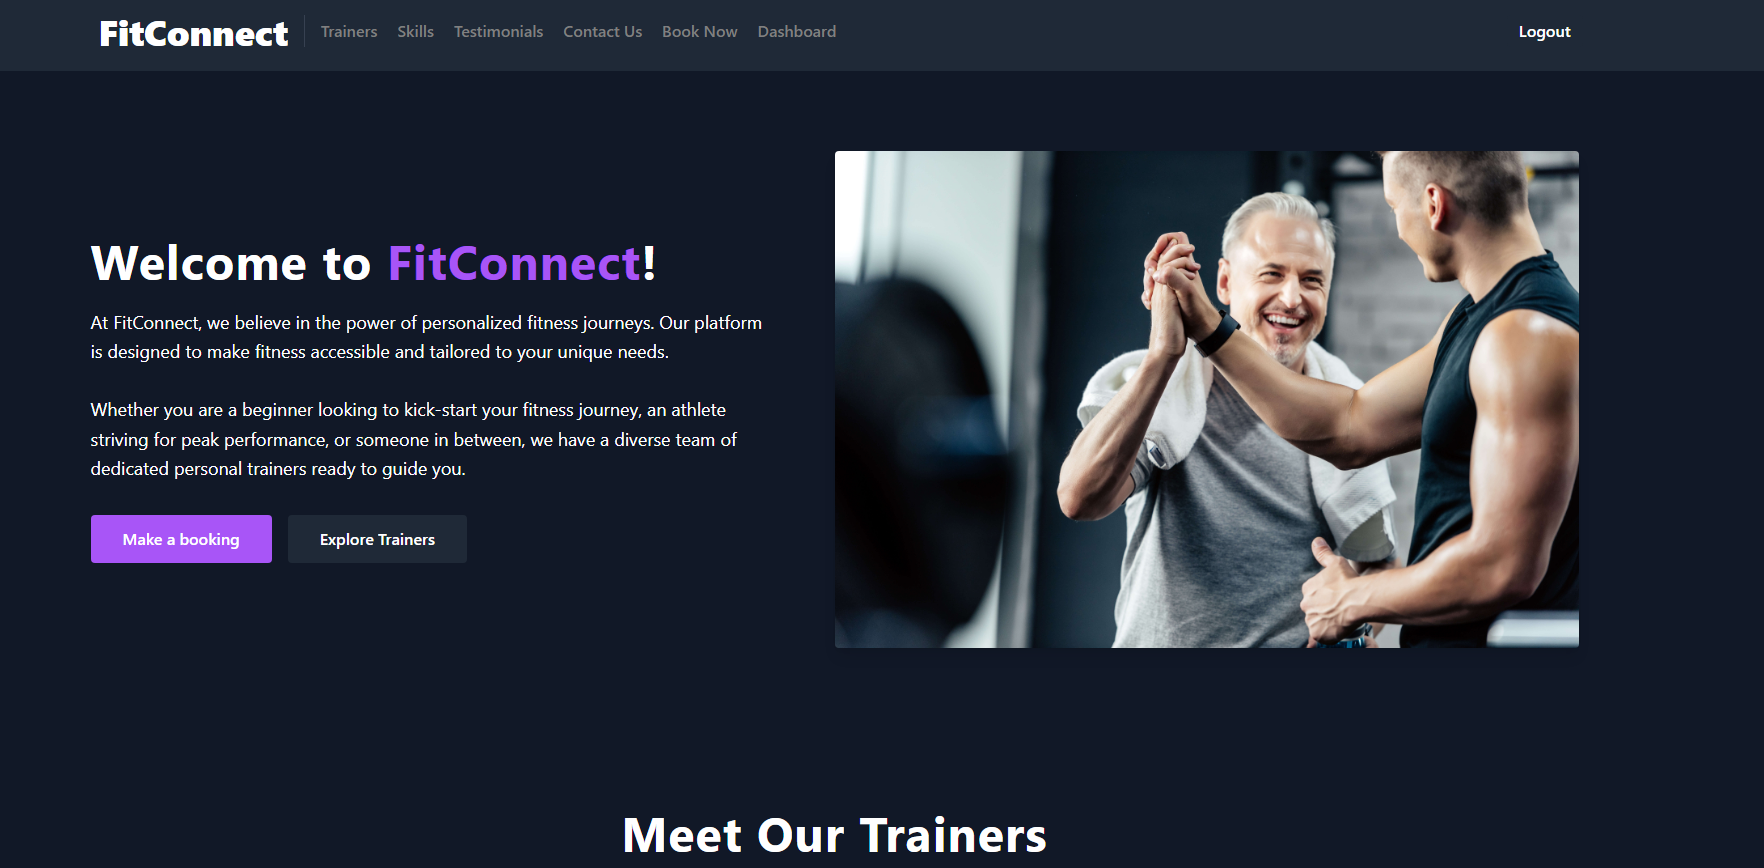 FitConnect Trainers Skills Testimonials Contact Us Book Now Dashboard Logout
Welcome to FitConnect!
At FitConnect, we believe in the power of personalized fitness journeys. Our platform
is designed to make fitness accessible and tailored to your unique needs.
Whether you are a beginner looking to kick-start your fitness journey, an athlete
striving for peak performance, or someone in between, we have a diverse team of
dedicated personal trainers ready to guide you.
Make a booking Explore Trainers
Meet Our Trainers